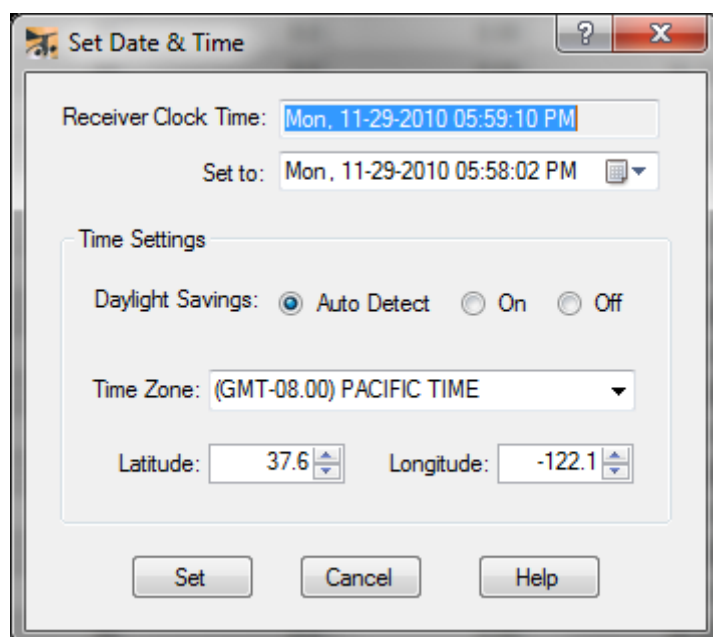 Set Date & Time
?
Receiver Clock Time: Mon, 11-29-2010 05:59:10 PM
Set to: Mon , 11-29-2010 05:58:02 PM
Time Settings
Daylight Savings: Auto Detect On Off
Time Zone: (GMT-08.00) PACIFIC TIME
Latitude: 37.6 Longitude: -122.1
Set Cancel Help